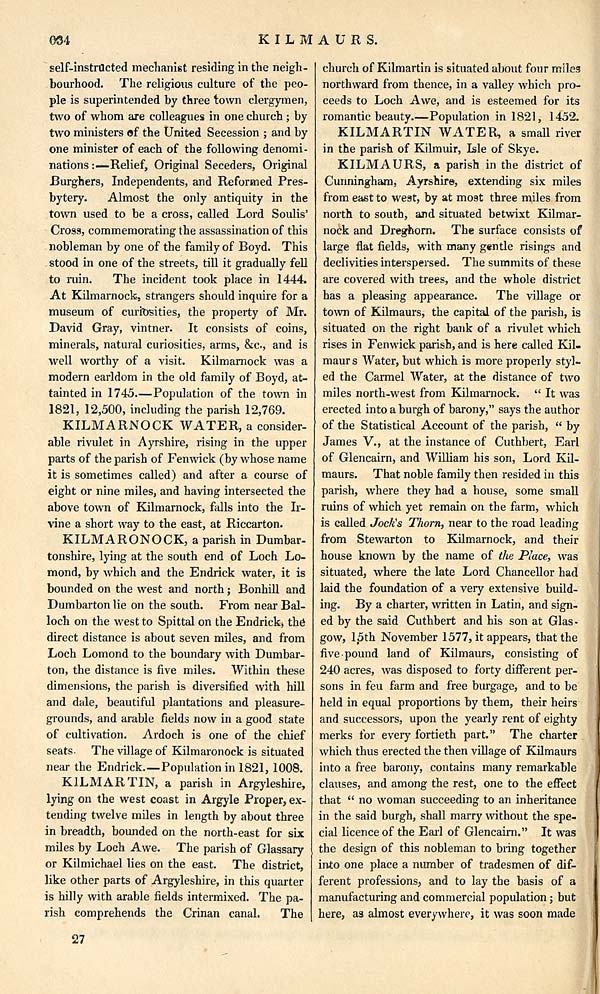 634
KILMAURS.
self-instructed mechanist residing in the neigh-
bourhood. The religious culture of the peo-
ple is superintended by three town clergymen,
two of whom are colleagues in one church ; by
two ministers of the United Secession ; and by
one minister of each of the following denomi-
nations :—Relief, Original Seceders, Original
Burghers, Independents, and Reformed Pres-
bytery. Almost the only antiquity in the
town used to be a cross, called Lord Soulis'
Cross, commemorating the assassination of this
nobleman by one of the family of Boyd. This
stood in one of the streets, till it gradually fell
to ruin. The incident took place in 1444.
At Kilmarnock, strangers should inquire for a
museum of curiosities, the property of Mr.
David Gray, vintner. It consists of coins,
minerals, natural curiosities, arms, &c., and is
well worthy of a visit. Kilmarnock was a
modern earldom in the old family of Boyd, at-
tainted in 1745.—Population of the town in
1821, 12,500, including the parish 12,769.
KILMARNOCK WATER, a consider-
able rivulet in Ayrshire, rising in the upper
parts of the parish of Fenwick (by whose name
it is sometimes called) and after a course of
eight or nine miles, and having intersected the
above town of Kilmarnock, falls into the Ir-
vine a short way to the east, at Riccarton.
KILMARONOCK, a parish in Dumbar-
tonshire, lying at the south end of Loch Lo-
mond, by which and the Endrick water, it is
bounded on the west and north ; Bonhill and
Dumbarton lie on the south. From near Bal-
loch on the west to Spittal on the Endrick, the
direct distance is about seven miles, and from
Loch Lomond to the boundary with Dumbar-
ton, the distance is five miles. Within these
dimensions, the parish is diversified with hill
and dale, beautiful plantations and pleasure-
grounds, and arable fields now in a good state
of cultivation. Ardoch is one of the chief
seats. The village of Kilmaronock is situated
near the Endrick.—Population in 1821, 1008.
KILMARTIN, a parish in Argyleshire,
lying on the west coast in Argyle Proper, ex-
tending twelve miles in length by about three
in breadth, bounded on the north-east for six
miles by Loch Awe. The parish of Glassary
or Kilmichael lies on the east. The district,
like other parts of Argyleshire, in this quarter
is hilly with arable fields intermixed. The pa-
rish comprehends the Crinan canal. The
27
church of Kilmartin is situated about four miles
northward from thence, in a valley which pro-
ceeds to Loch Awe, and is esteemed for its
romantic beauty.—Population in 1821, 1452.
KILMARTIN WATER, a small river
in the parish of Kilmuir, Isle of Skye.
KILMAURS, a parish in the district of
Cunningham, Ayrshire, extending six miles
from east to west, by at most three miles from
north to south, and situated betwixt Kilmar-
nock and Dreghorn. The surface consists of
large flat fields, with many gentle risings and
declivities interspersed. The summits of these
are covered with trees, and the whole district
has a pleasing appearance. The village or
town of Kilmaurs, the capital of the parish, is
situated on the right bank of a rivulet which
rises in Fenwick parish, and is here called Kil-
maurs Water, but which is more properly styl-
ed the Carmel Water, at the distance of two
miles north-west from Kilmarnock. " It was
erected into a burgh of barony," says the author
of the Statistical Account of the parish, " by
James V., at the instance of Cuthbert, Earl
of Glencairn, and William his son, Lord Kil-
maurs. That noble family then resided in this
parish, where they had a house, some small
ruins of which yet remain on the farm, which
is called Jock's Thorn, near to the road leading
from Stewarton to Kilmarnock, and their
house known by the name of the Place, was
situated, where the late Lord Chancellor had
laid the foundation of a very extensive build-
ing. By a charter, written in Latin, and sign-
ed by the said Cuthbert and his son at Glas-
gow, 15th November 1577, it appears, that the
five-pound land of Kilmaurs, consisting of
240 acres, was disposed to forty different per-
sons in feu farm and free burgage, and to be
held in equal proportions by them, their heirs
and successors, upon the yearly rent of eighty
merks for every fortieth part." The charter
which thus erected the then village of Kilmaurs
into a free barony, contains many remarkable
clauses, and among the rest, one to the effect
that " no woman succeeding to an inheritance
in the said burgh, shall marry without the spe-
cial licence of the Earl of Glencairn." It was
the design of this nobleman to bring together
into one place a number of tradesmen of dif-
ferent professions, and to lay the basis of a
manufacturing and commercial population ; but
here, as almost everywhere, it was soon made